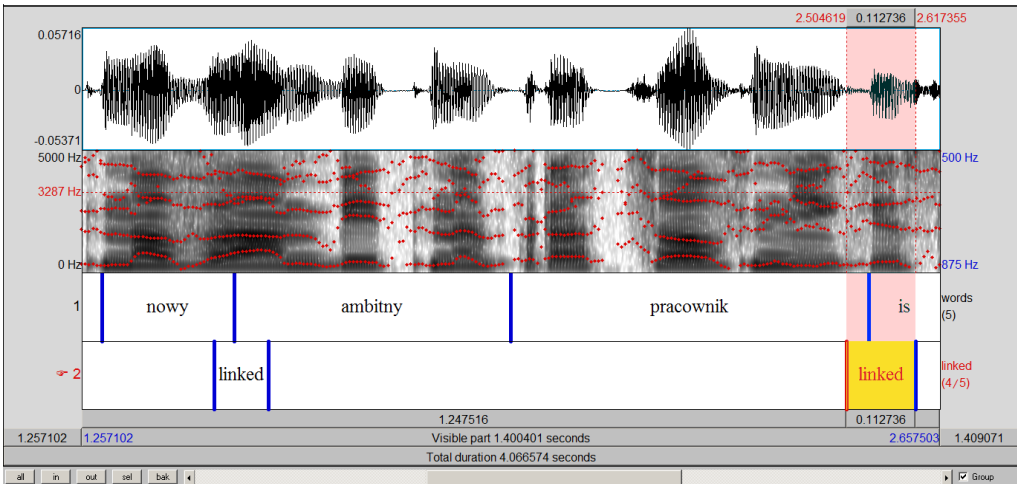 2.504619 0.112736 2.617355
0.05716
0
-0.05371
5000 Hz 500 Hz
3287 Hz
0 Hz 875 Hz
1 nowy ambitny pracownik is words
(5)
2 linked linked linked
(4/5)
1.247516 0.112736
1.257102 1.257102 Visible part 1.400401 seconds 2.657503 1.409071
Total duration 4.066574 seconds
all in out sel bak Group